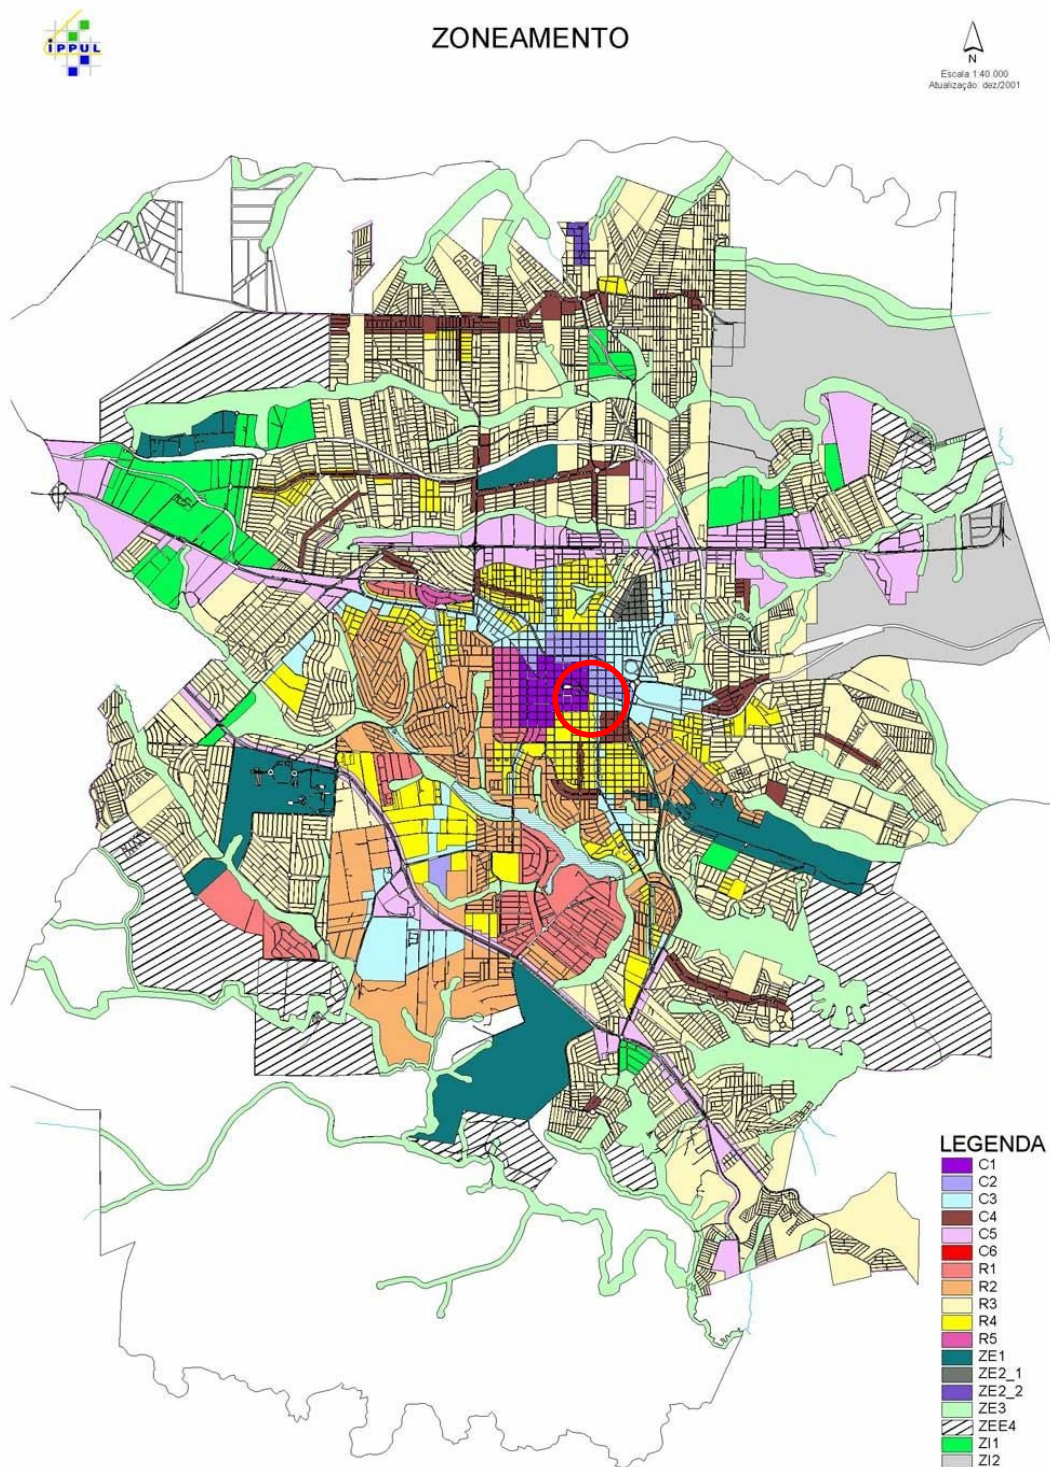 iPPUL
ZONEAMENTO
N
Escala 1:40.000
Atualização: dez/2001
LEGENDA
C1
C2
C3
C4
C5
C6
R1
R2
R3
R4
R5
ZE1
ZE2_1
ZE2_2
ZE3
ZEE4
ZI1
ZI2